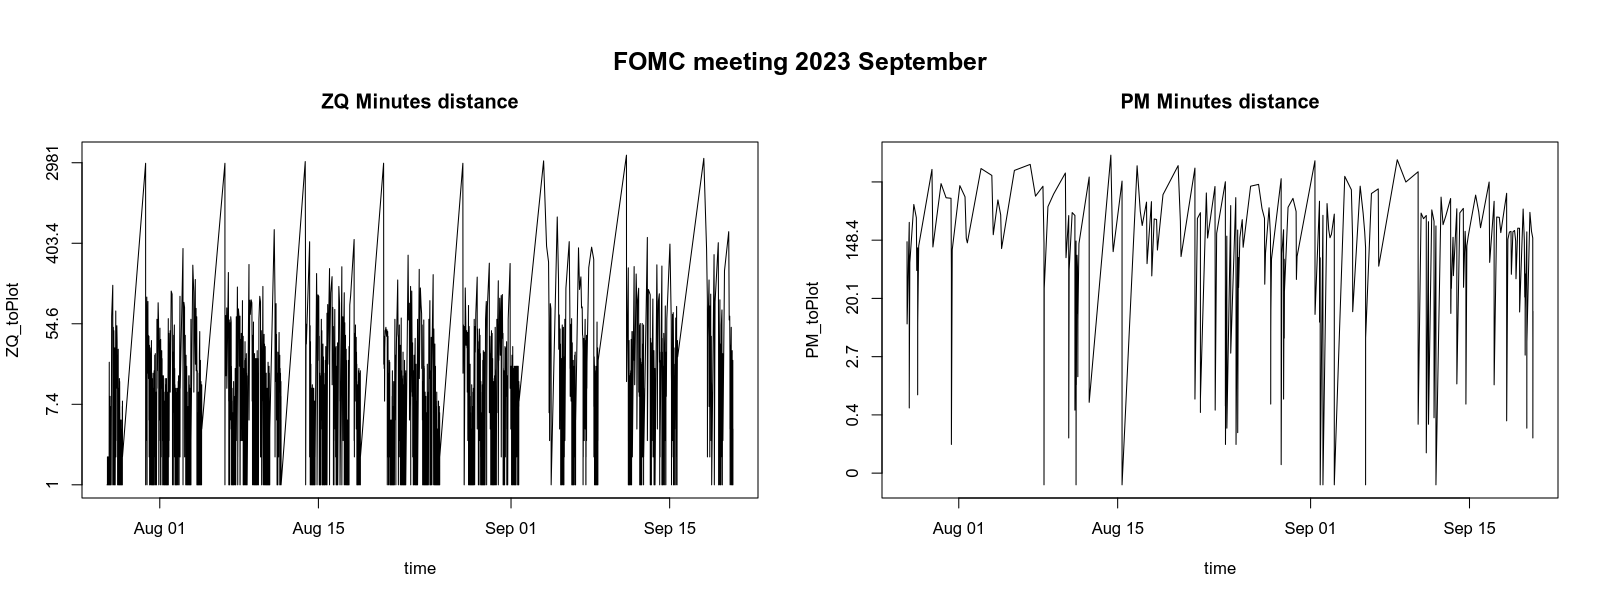 FOMC meeting 2023 September
ZQ Minutes distance
ZQ_toPlot
2981
403.4
54.6
7.4
1
Aug 01
Aug 15
Sep 01
Sep 15
time
PM Minutes distance
PM_toPlot
148.4
20.1
2.7
0.4
0
Aug 01
Aug 15
Sep 01
Sep 15
time